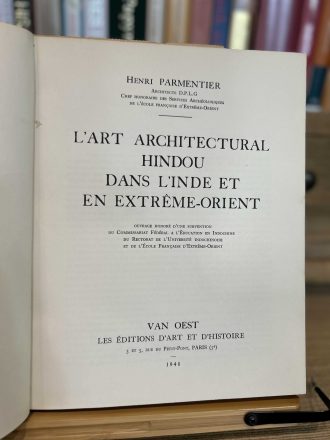 Henri PARMENTIER
Architecte D.P.L.G
Chef honoraire des Services Archéologiques
de l'École française d'Extrême-Orient
L'ART ARCHITECTURAL
HINDOU
DANS L'INDE ET
EN EXTRÊME-ORIENT
ouvrage honoré d'une subvention
du Commissariat Fédéral a l'Éducation en Indochine
du Rectorat de l'Université indochinoise
et de l'École Française d'Extrême-Orient
VAN OEST
LES ÉDITIONS D'ART ET D'HISTOIRE
3 et 5, rue du Petit-Pont, PARIS (5e)
1948